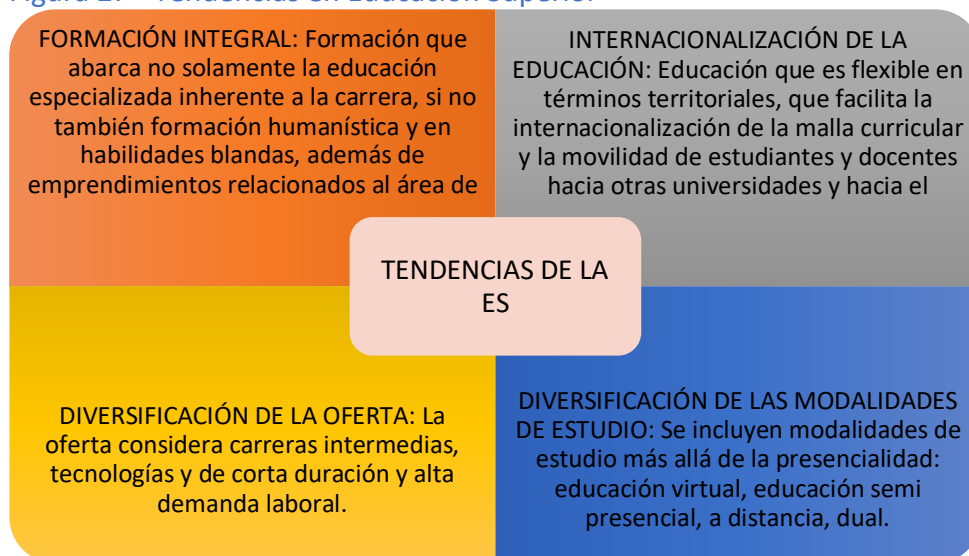 FORMACIÓN INTEGRAL: Formación que
abarca no solamente la educación
especializada inherente a la carrera, si no
también formación humanística y en
habilidades blandas, además de
emprendimientos relacionados al área de
INTERNACIONALIZACIÓN DE LA
EDUCACIÓN: Educación que es flexible en
términos territoriales, que facilita la
internacionalización de la malla curricular
y la movilidad de estudiantes y docentes
hacia otras universidades y hacia el
TENDENCIAS DE LA
ES
DIVERSIFICACIÓN DE LA OFERTA: La
oferta considera carreras intermedias,
tecnologías y de corta duración y alta
demanda laboral.
DIVERSIFICACIÓN DE LAS MODALIDADES
DE ESTUDIO: Se incluyen modalidades de
estudio más allá de la presencialidad:
educación virtual, educación semi
presencial, a distancia, dual.